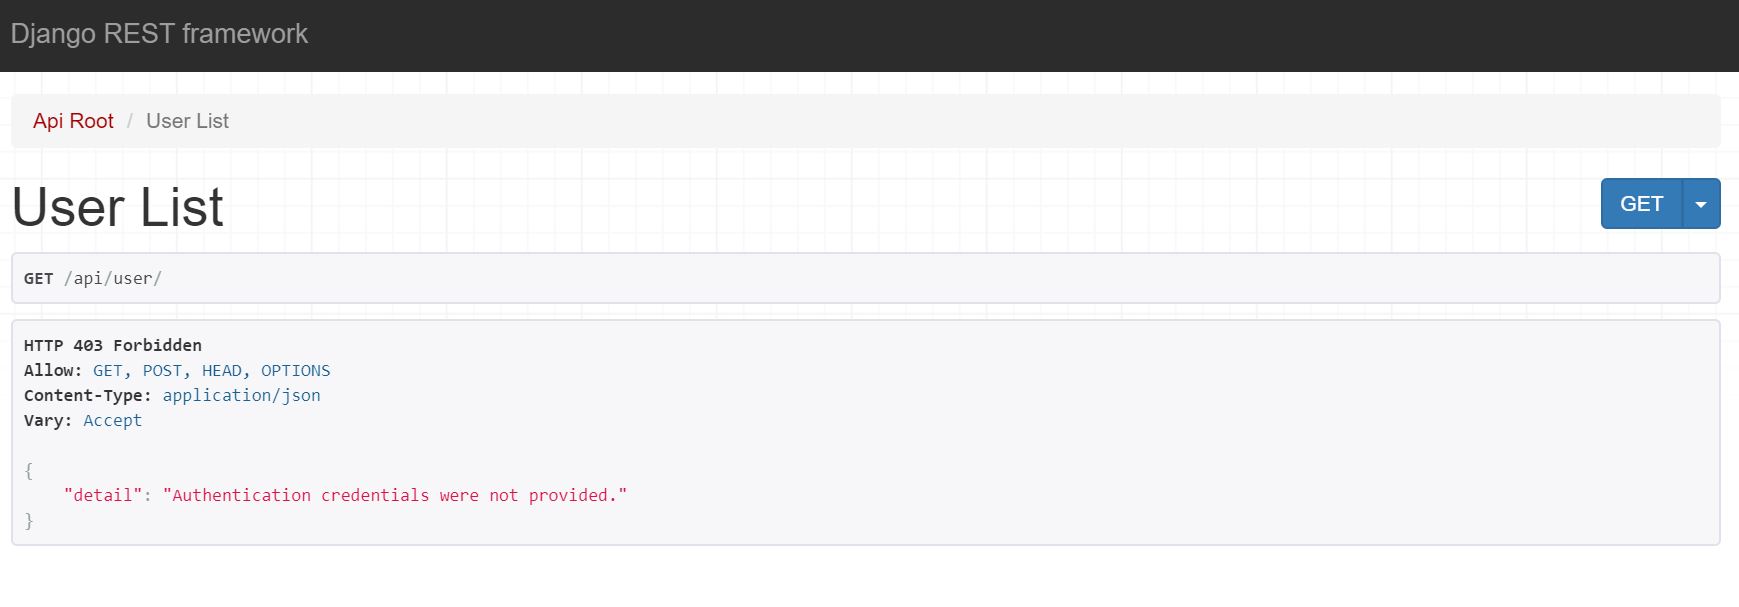 Django REST framework
Api Root / User List
User List
GET
GET /api/user/
HTTP 403 Forbidden
Allow: GET, POST, HEAD, OPTIONS
Content-Type: application/json
Vary: Accept
{
    "detail": "Authentication credentials were not provided."
}